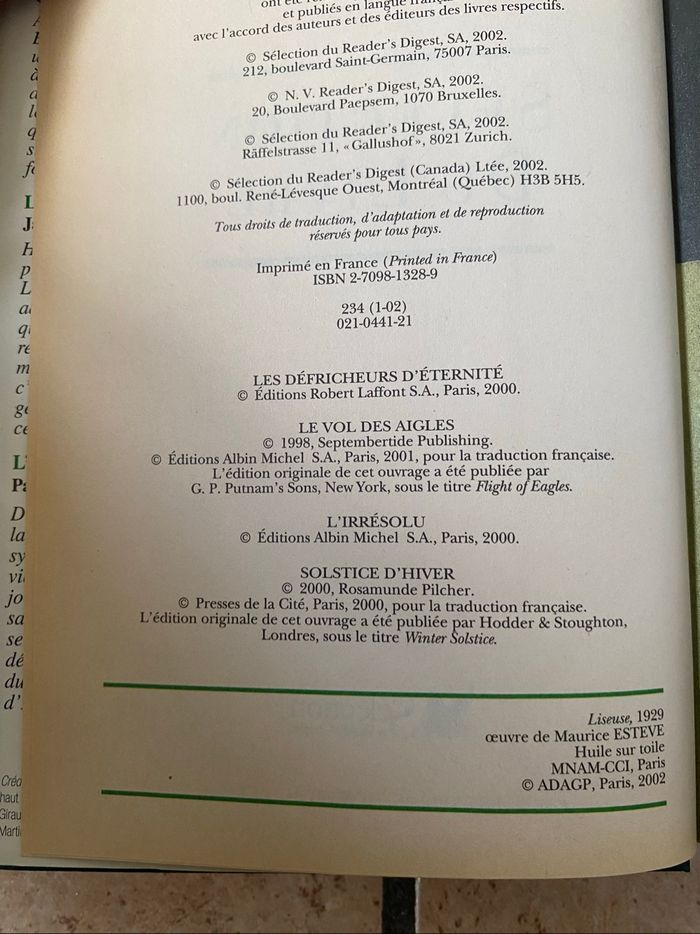 et publiés en langue
avec l'accord des auteurs et des éditeurs des livres respectifs.
© Sélection du Reader's Digest, SA, 2002.
212, boulevard Saint-Germain, 75007 Paris.
© N. V. Reader's Digest, SA, 2002.
20, Boulevard Paepsem, 1070 Bruxelles.
© Sélection du Reader's Digest, SA, 2002.
Räffelstrasse 11, «Gallushof», 8021 Zurich.
© Sélection du Reader's Digest (Canada) Ltée, 2002.
1100, boul. René-Lévesque Ouest, Montréal (Québec) H3B 5H5.
Tous droits de traduction, d'adaptation et de reproduction
réservés pour tous pays.
Imprimé en France (Printed in France)
ISBN 2-7098-1328-9
234 (1-02)
021-0441-21
LES DÉFRICHEURS D'ÉTERNITÉ
© Éditions Robert Laffont S.A., Paris, 2000.
LE VOL DES AIGLES
© 1998, Septembertide Publishing.
© Éditions Albin Michel S.A., Paris, 2001, pour la traduction française.
L'édition originale de cet ouvrage a été publiée par
G. P. Putnam's Sons, New York, sous le titre Flight of Eagles.
L'IRRÉSOLU
© Éditions Albin Michel S.A., Paris, 2000.
SOLSTICE D'HIVER
© 2000, Rosamunde Pilcher.
© Presses de la Cité, Paris, 2000, pour la traduction française.
L'édition originale de cet ouvrage a été publiée par Hodder & Stoughton,
Londres, sous le titre Winter Solstice.
Liseuse, 1929
œuvre de Maurice ESTEVE
Huile sur toile
MNAM-CCI, Paris
© ADAGP, Paris, 2002